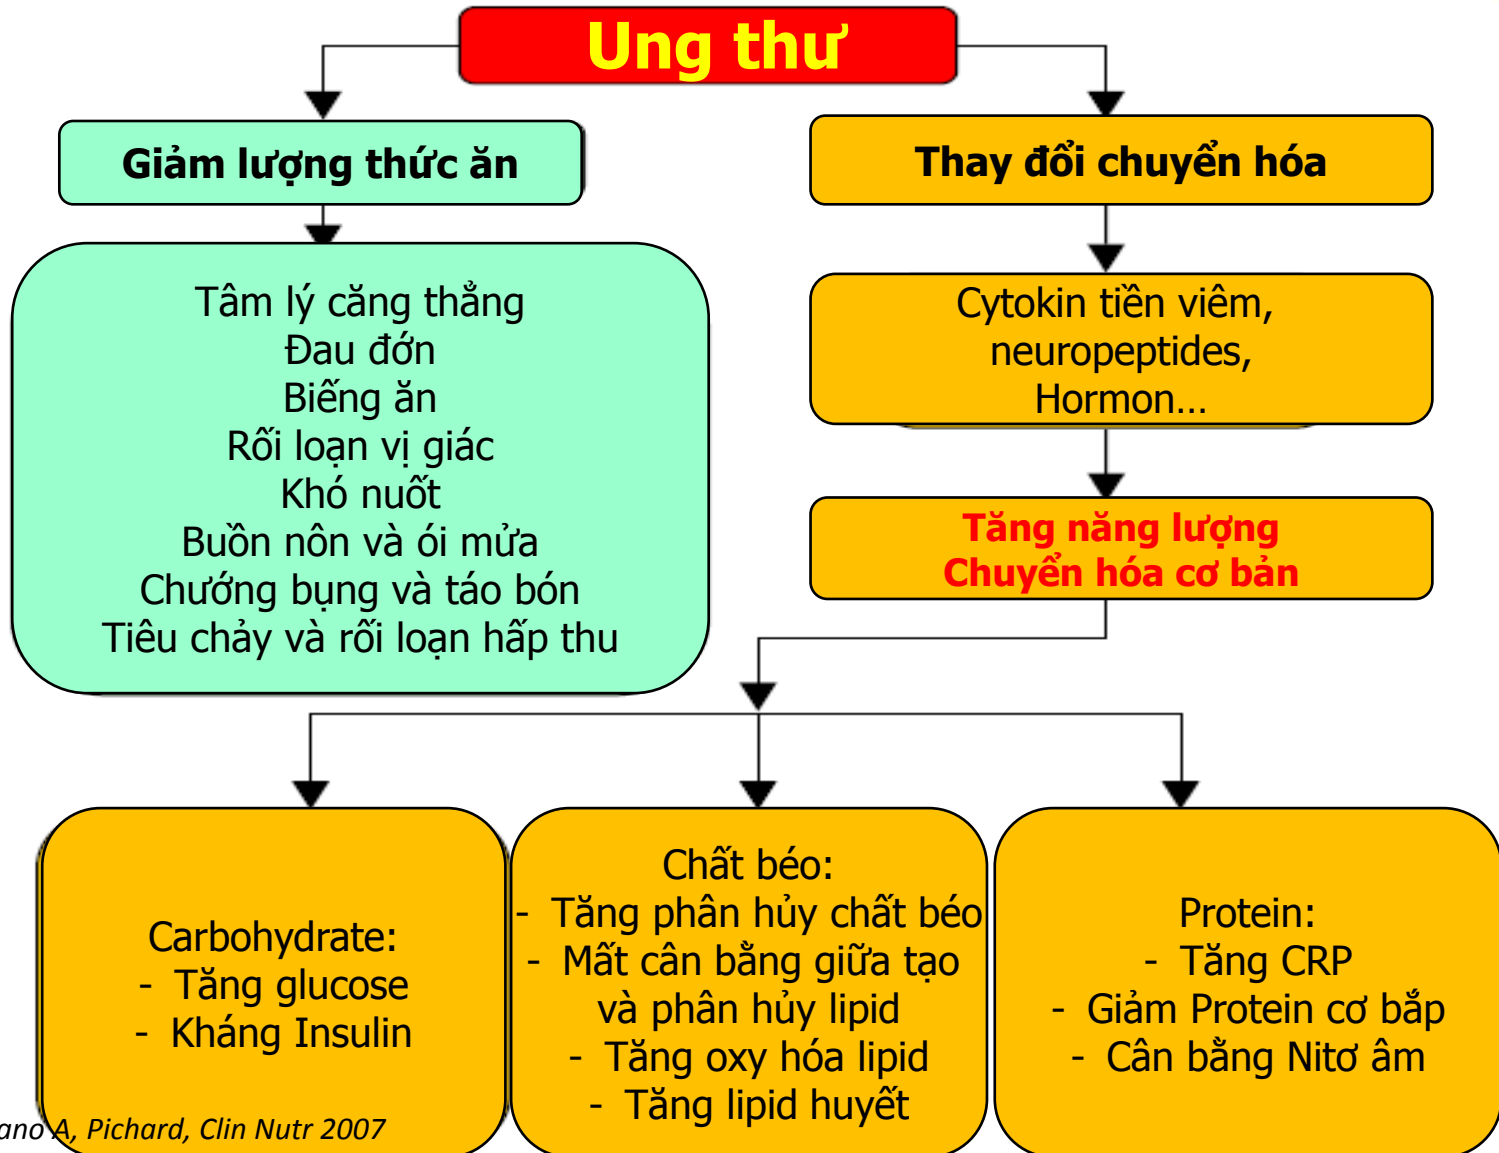 Ung thư
Giảm lượng thức ăn
Tâm lý căng thẳng
Đau đớn
Biếng ăn
Rối loạn vị giác
Khó nuốt
Buồn nôn và ói mửa
Chướng bụng và táo bón
Tiêu chảy và rối loạn hấp thu
Thay đổi chuyển hóa
Cytokin tiền viêm,
neuropeptides,
Hormon...
Tăng năng lượng
Chuyển hóa cơ bản
Carbohydrate:
- Tăng glucose
- Kháng Insulin
Chất béo:
- Tăng phân hủy chất béo
- Mất cân bằng giữa tạo
và phân hủy lipid
- Tăng oxy hóa lipid
- Tăng lipid huyết
Protein:
- Tăng CRP
- Giảm Protein cơ bắp
- Cân bằng Nitơ âm
A, Pichard, Clin Nutr 2007